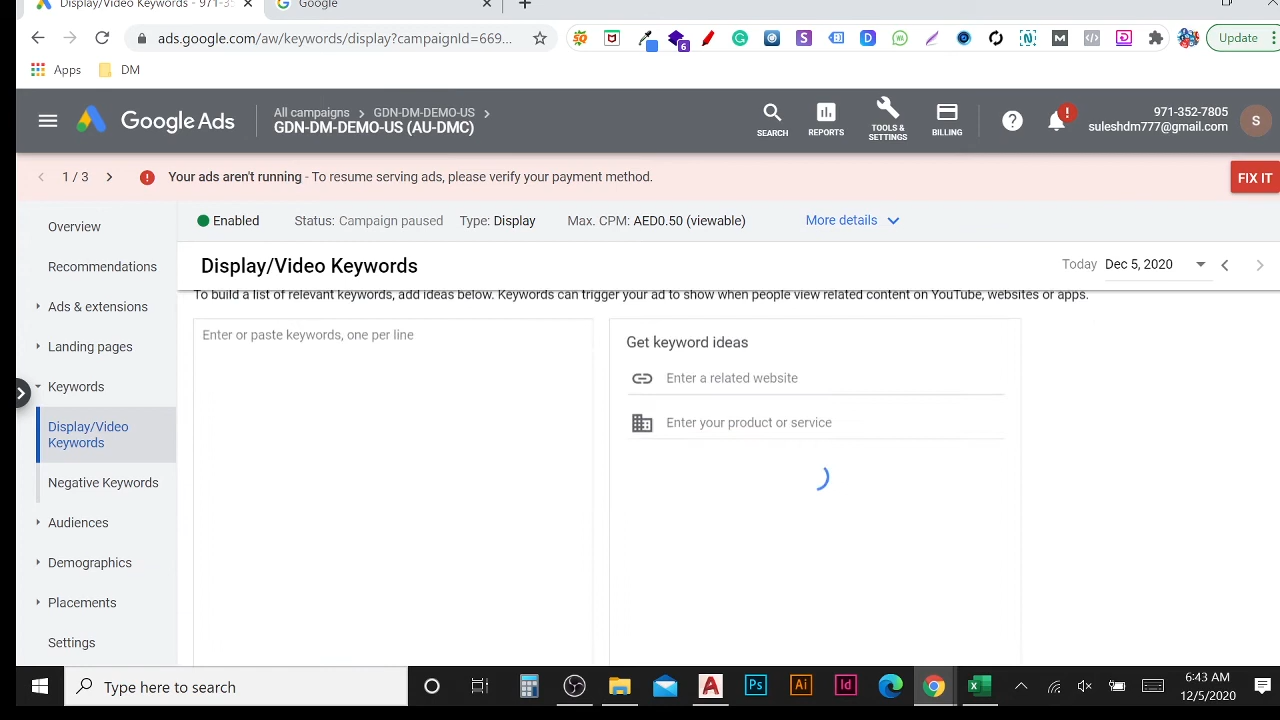 Display/Video Keywords - 971-35
Google
ads.google.com/aw/keywords/display?campaignId=669...
6
Update
Apps
DM
Google Ads
All campaigns
GDN-DM-DEMO-US
GDN-DM-DEMO-US (AU-DMC)
SEARCH
REPORTS
TOOLS &
SETTINGS
BILLING
971-352-7805
suleshdm777@gmail.com
S
1 / 3
Your ads aren't running - To resume serving ads, please verify your payment method.
FIX IT
Enabled
Status: Campaign paused
Type: Display
Max. CPM: AED0.50 (viewable)
More details
Display/Video Keywords
Today
Dec 5, 2020
To build a list of relevant keywords, add ideas below. Keywords can trigger your ad to show when people view related content on YouTube, websites or apps.
Enter or paste keywords, one per line
Get keyword ideas
Enter a related website
Enter your product or service
Overview
Recommendations
Ads & extensions
Landing pages
Keywords
Display/Video
Keywords
Negative Keywords
Audiences
Demographics
Placements
Settings
Type here to search
Ps
Ai
Id
6:43 AM
12/5/2020